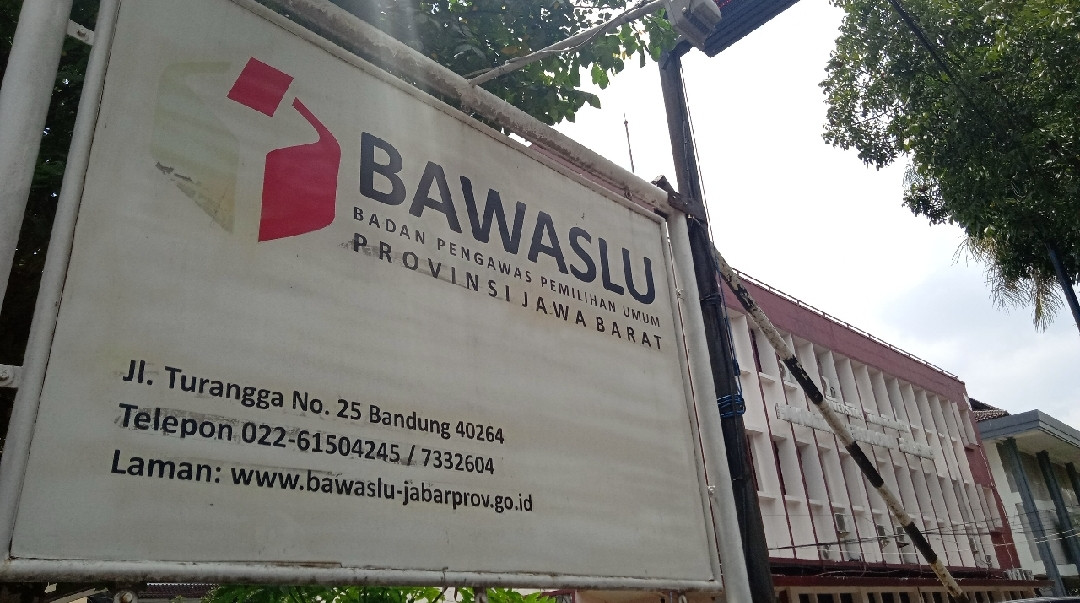 BAWASLU
BADAN PENGAWAS PEMILIHAN UMUM
PROVINSI JAWA BARAT
Jl. Turangga No. 25 Bandung 40264
Telepon 022-61504245 / 7332604
Laman: www.bawaslu-jabarprov.go.id